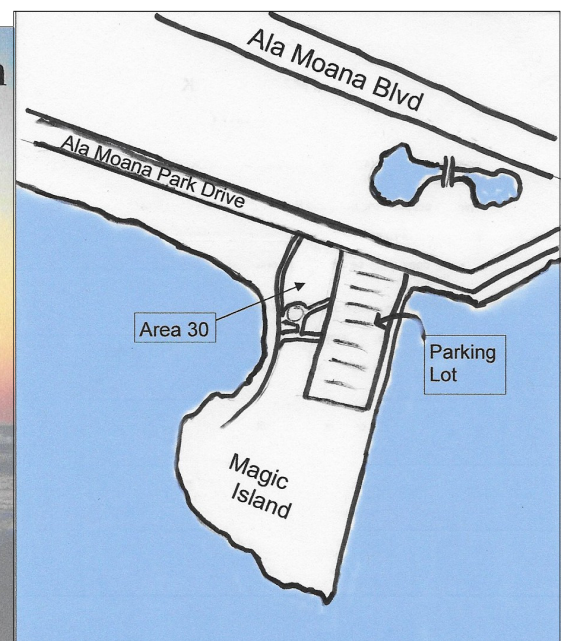 Ala Moana Blvd
Ala Moana Park Drive
Area 30
Parking
Lot
Magic
Island